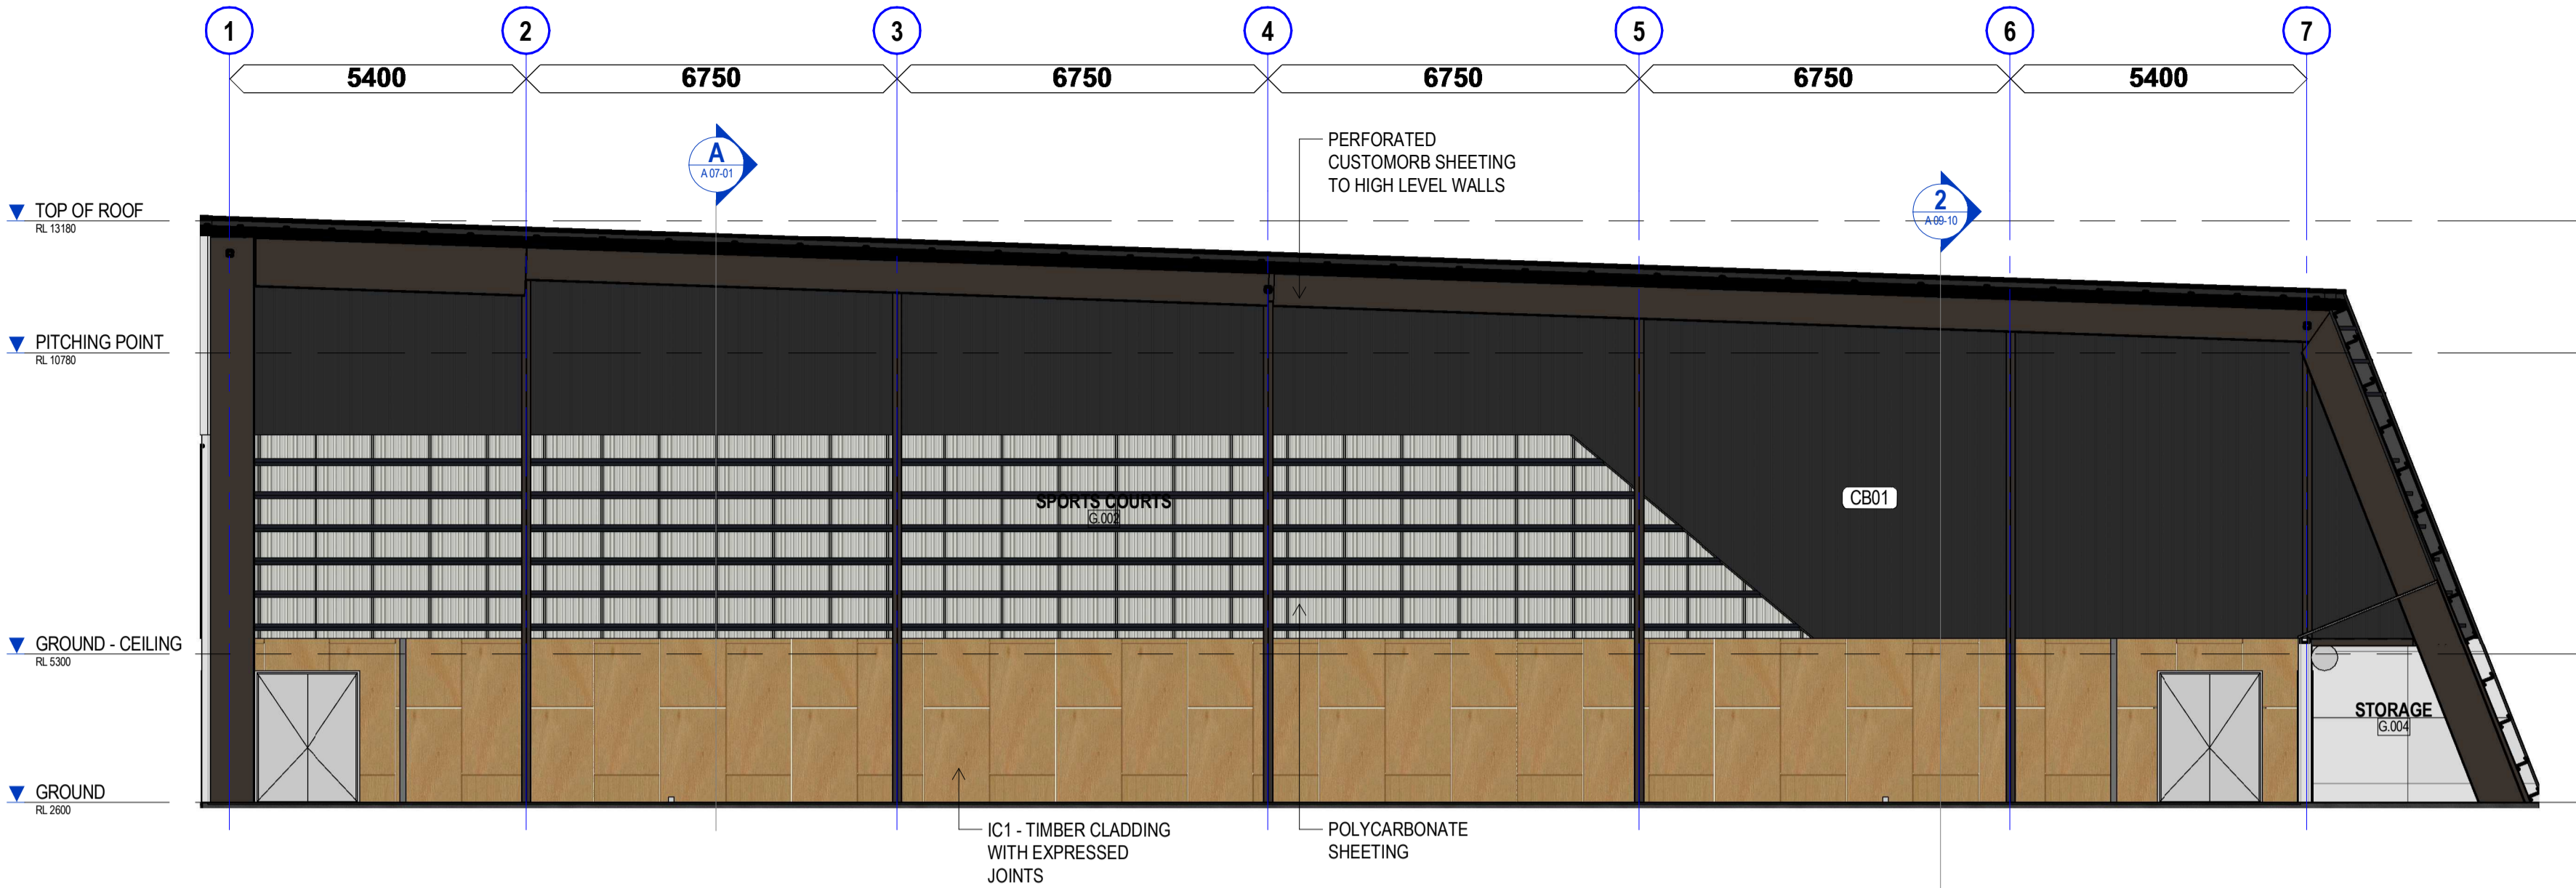 1
2
3
4
5
6
7
5400
6750
6750
6750
6750
5400
A
A 07-01
PERFORATED
CUSTOMORB SHEETING
TO HIGH LEVEL WALLS
2
A 09-10
TOP OF ROOF
RL 13180
PITCHING POINT
RL 10780
SPORTS COURTS
G.002
CB01
GROUND - CEILING
RL 5300
STORAGE
G.004
GROUND
RL 2600
IC1 - TIMBER CLADDING
WITH EXPRESSED
JOINTS
POLYCARBONATE
SHEETING